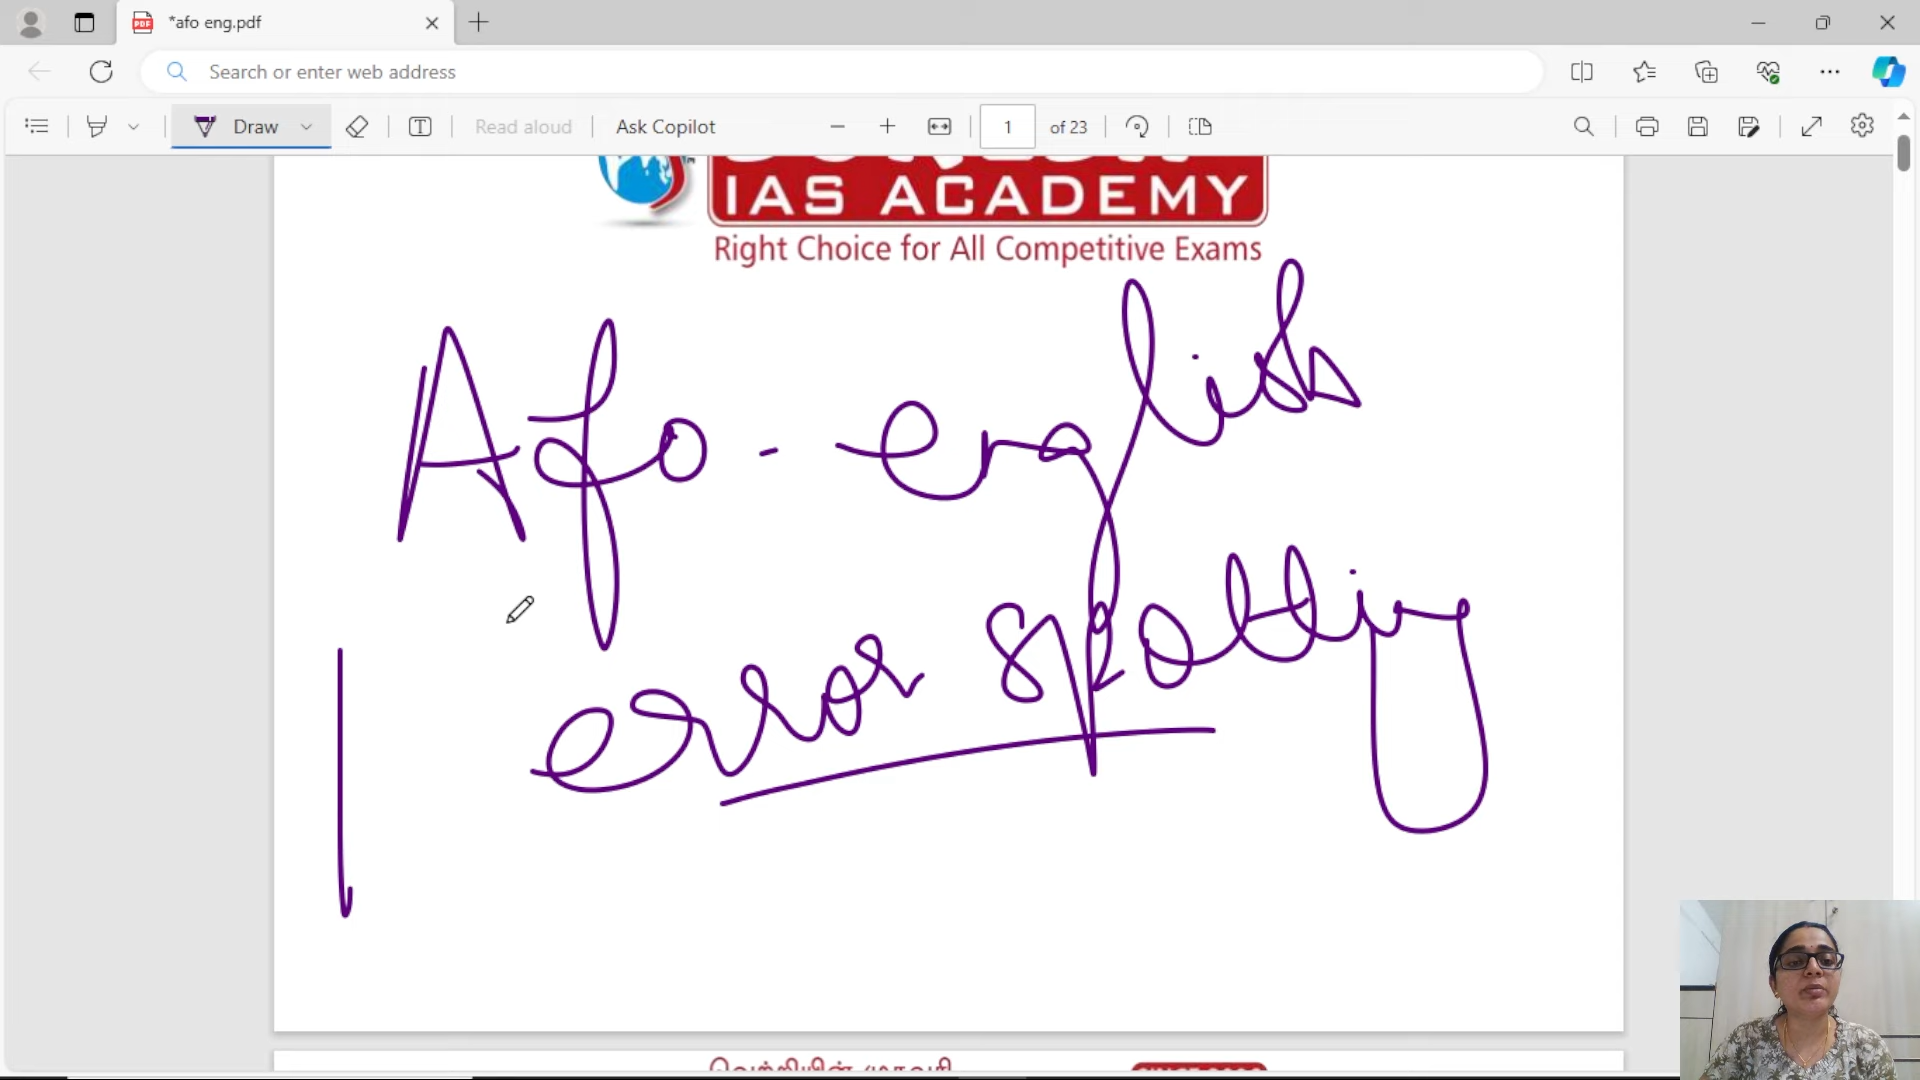 *afo eng.pdf
Search or enter web address
Draw
Read aloud
Ask Copilot
1 of 23
IAS ACADEMY
Right Choice for All Competitive Exams
Afo - english
error spotting